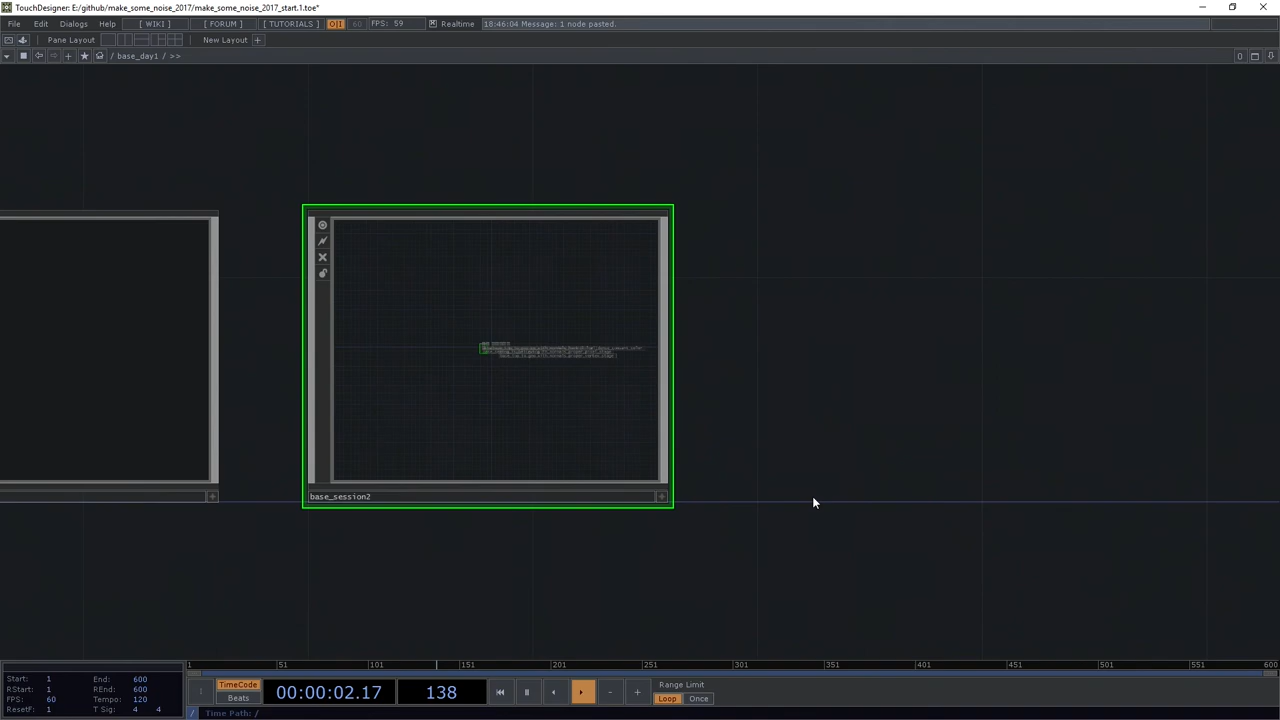 TouchDesigner: E:/github/make_some_noise_2017/make_some_noise_2017_start.1.toe*
File Edit Dialogs Help [ WIKI ] [ FORUM ] [ TUTORIALS ] O|I 60 FPS: 59 Realtime 18:46:04 Message: 1 node pasted.
Pane Layout New Layout +
/ base_day1 / >> 0
base_session2
1 51 101 151 201 251 301 351 401 451 501 551 600
Start: 1 End: 600
RStart: 1 REnd: 600
FPS: 60 Tempo: 120
ResetF: 1 T Sig: 4 4
TimeCode
Beats
00:00:02.17 138
Range Limit
Loop Once
/ Time Path: /